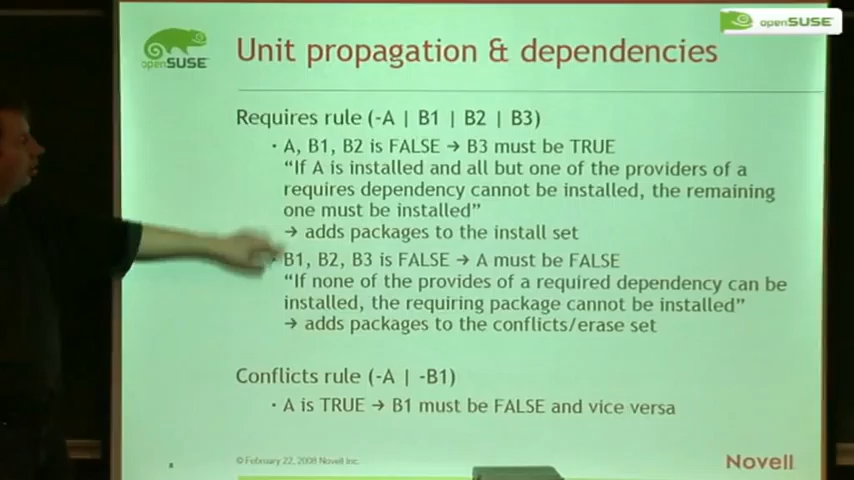 openSUSE
openSUSE
Unit propagation & dependencies
Requires rule (-A | B1 | B2 | B3)
· A, B1, B2 is FALSE → B3 must be TRUE
“If A is installed and all but one of the providers of a
requires dependency cannot be installed, the remaining
one must be installed”
→ adds packages to the install set
· B1, B2, B3 is FALSE → A must be FALSE
“If none of the provides of a required dependency can be
installed, the requiring package cannot be installed”
→ adds packages to the conflicts/erase set
Conflicts rule (-A | -B1)
· A is TRUE → B1 must be FALSE and vice versa
8
© February 22, 2008 Novell Inc.
Novell